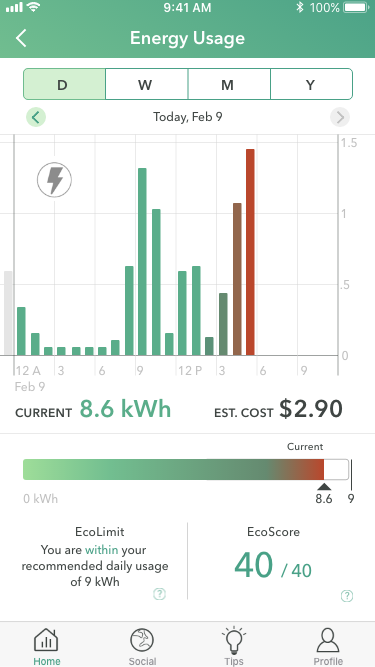 9:41 AM 100%
Energy Usage
D W M Y
Today, Feb 9
1.5
1
.5
0
12 A 3 6 9 12 P 3 6 9
Feb 9
CURRENT 8.6 kWh EST. COST $2.90
Current
0 kWh 8.6 9
EcoLimit
You are within your
recommended daily usage
of 9 kWh
?
EcoScore
40 / 40
?
Home Social Tips Profile